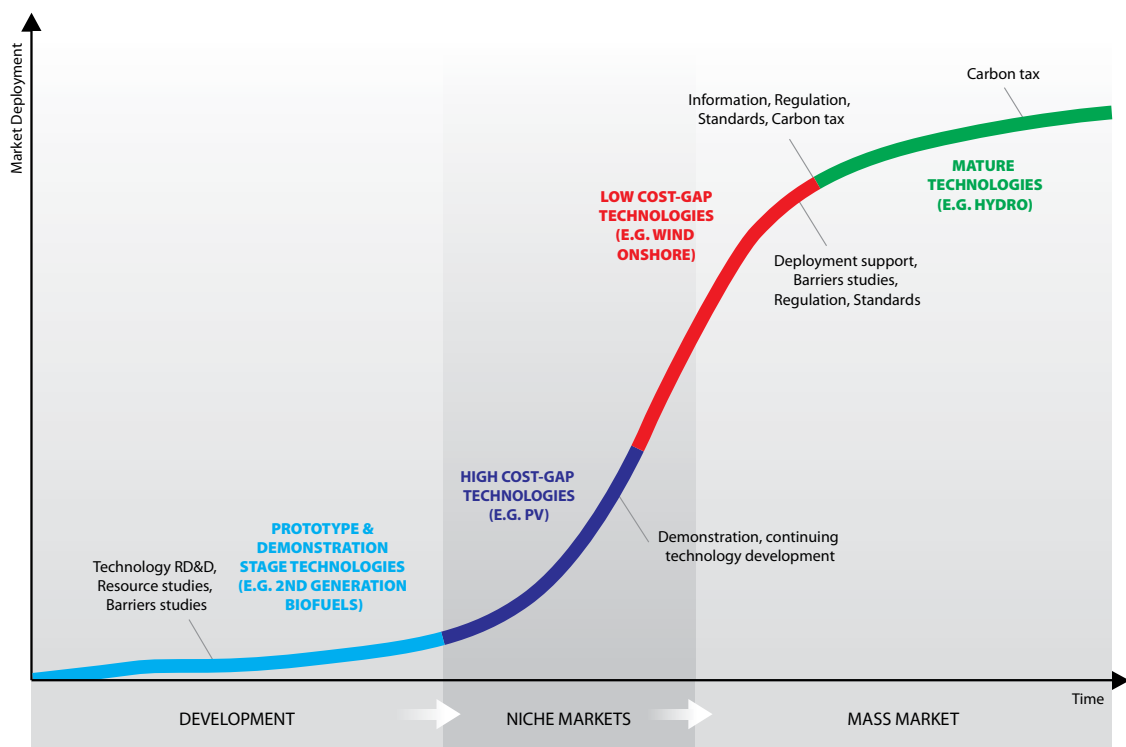 Market Deployment
Carbon tax
Information, Regulation,
Standards, Carbon tax
MATURE
TECHNOLOGIES
(E.G. HYDRO)
LOW COST-GAP
TECHNOLOGIES
(E.G. WIND
ONSHORE)
Deployment support,
Barriers studies,
Regulation, Standards
HIGH COST-GAP
TECHNOLOGIES
(E.G. PV)
Demonstration, continuing
technology development
PROTOTYPE &
DEMONSTRATION
STAGE TECHNOLOGIES
(E.G. 2ND GENERATION
BIOFUELS)
Technology RD&D,
Resource studies,
Barriers studies
Time
DEVELOPMENT
NICHE MARKETS
MASS MARKET